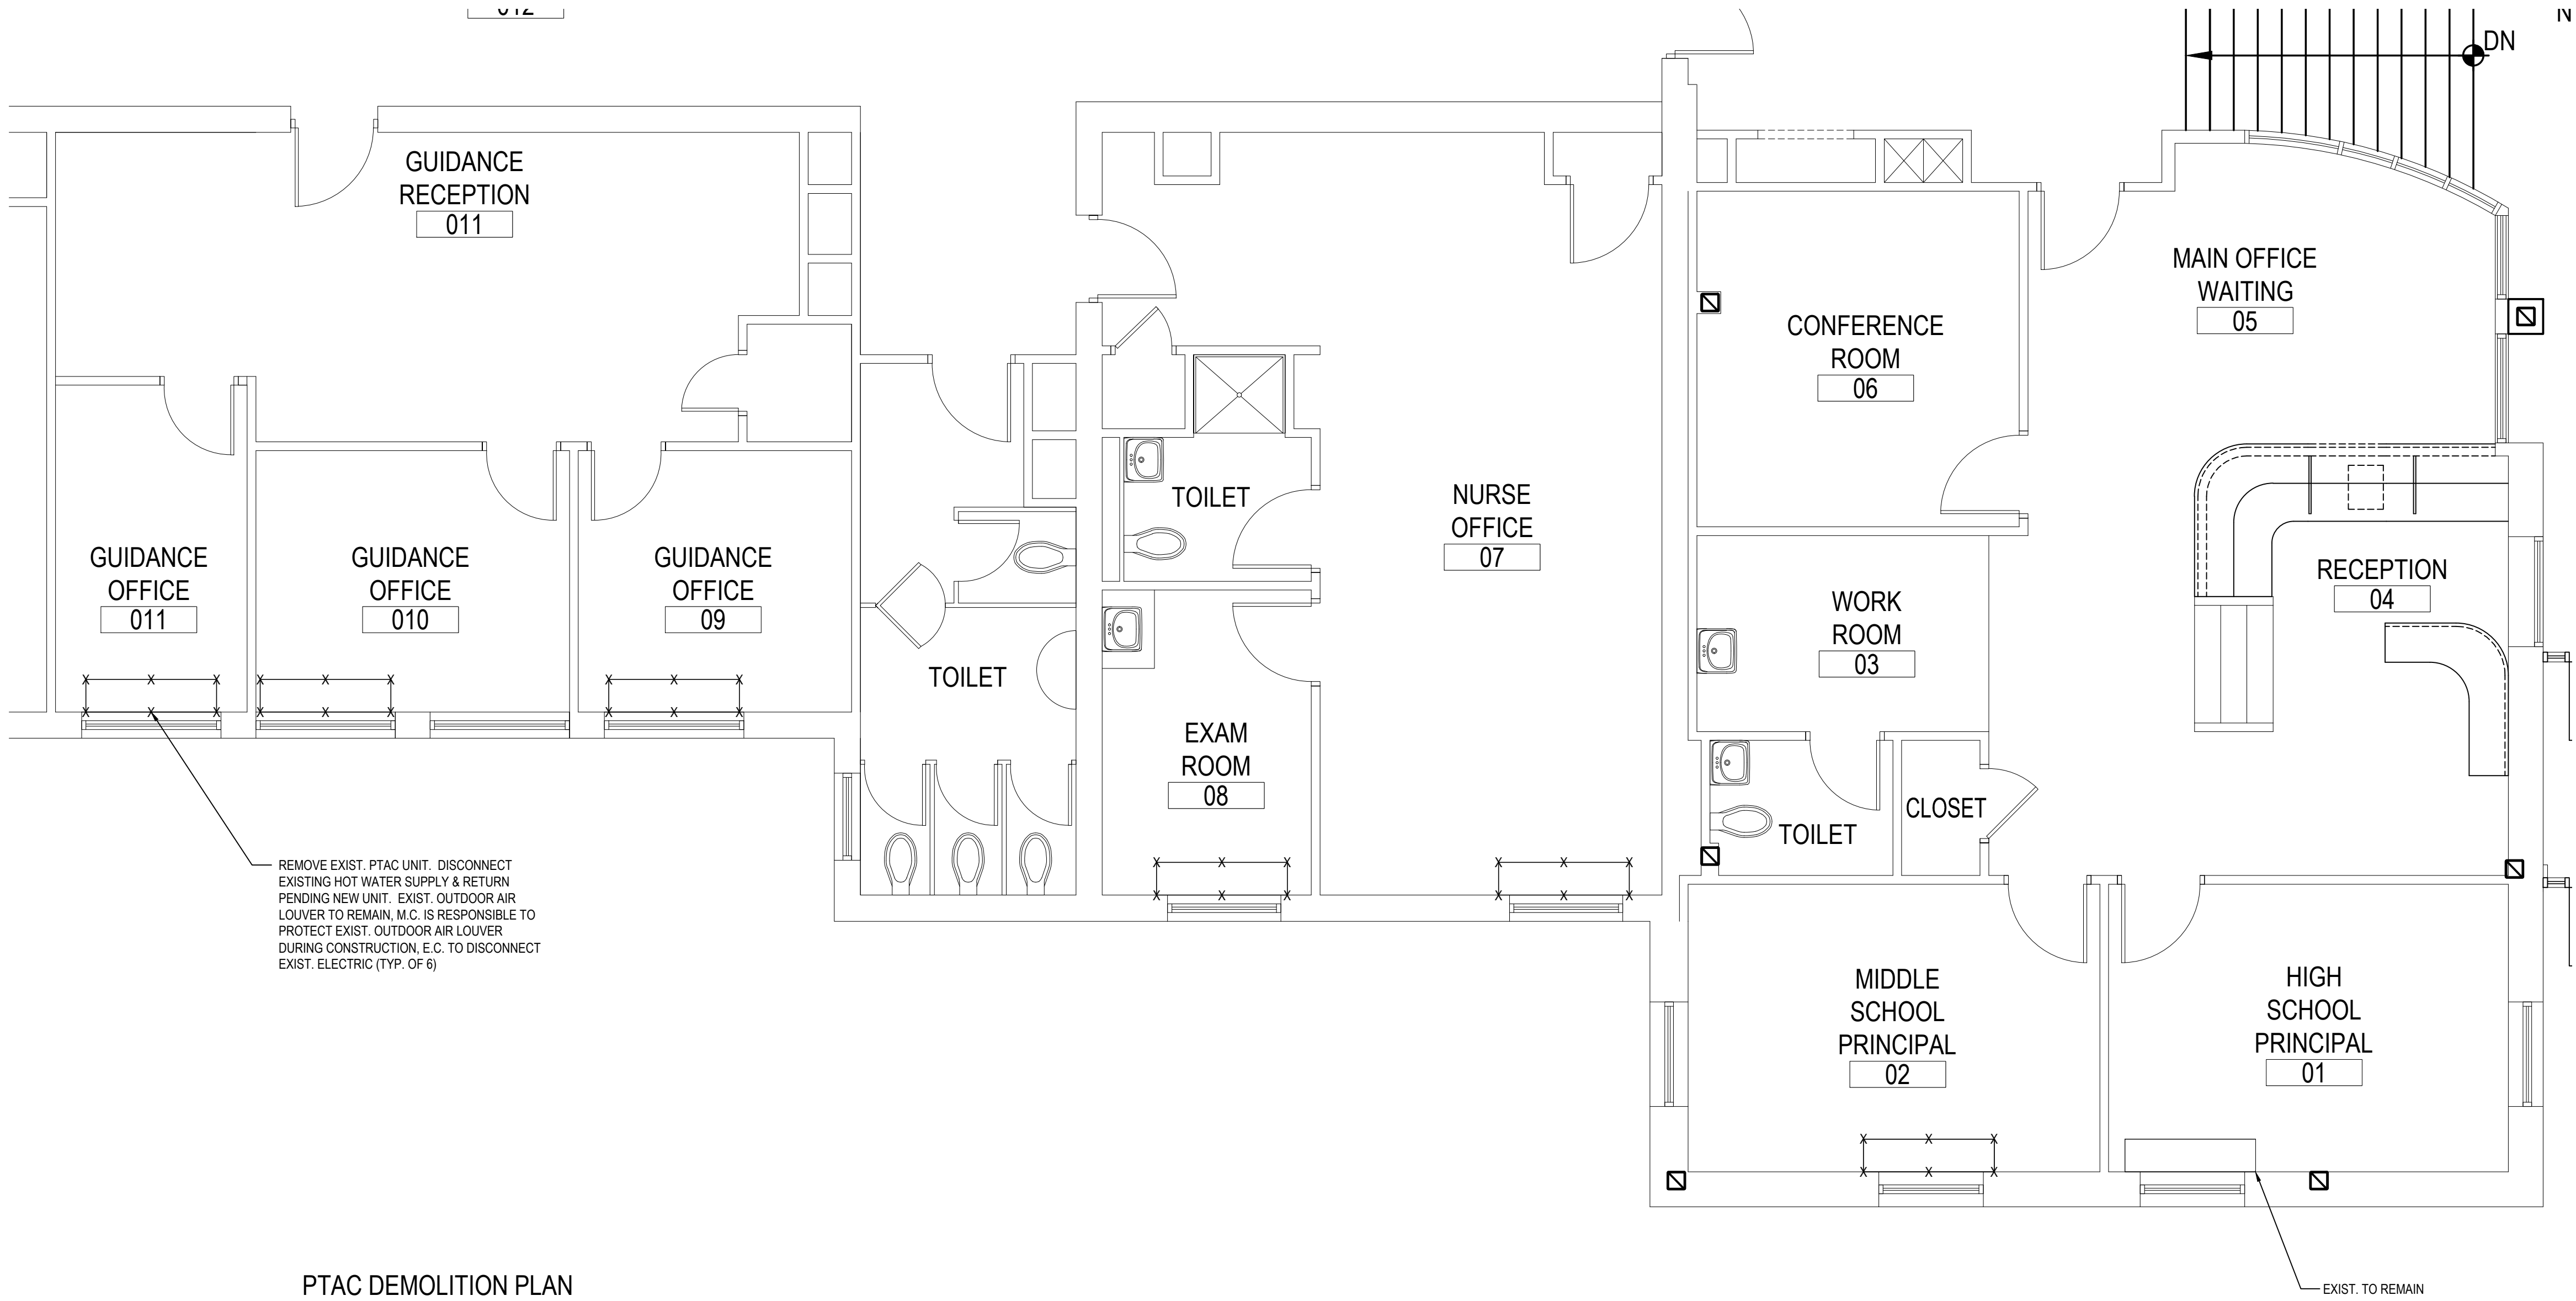 DN
GUIDANCE
RECEPTION
011
MAIN OFFICE
WAITING
05
CONFERENCE
ROOM
06
TOILET
NURSE
OFFICE
07
GUIDANCE
OFFICE
011
GUIDANCE
OFFICE
010
GUIDANCE
OFFICE
09
RECEPTION
04
WORK
ROOM
03
TOILET
EXAM
ROOM
08
CLOSET
TOILET
REMOVE EXIST. PTAC UNIT. DISCONNECT
EXISTING HOT WATER SUPPLY & RETURN
PENDING NEW UNIT. EXIST. OUTDOOR AIR
LOUVER TO REMAIN, M.C. IS RESPONSIBLE TO
PROTECT EXIST. OUTDOOR AIR LOUVER
DURING CONSTRUCTION, E.C. TO DISCONNECT
EXIST. ELECTRIC (TYP. OF 6)
MIDDLE
SCHOOL
PRINCIPAL
02
HIGH
SCHOOL
PRINCIPAL
01
PTAC DEMOLITION PLAN
EXIST. TO REMAIN